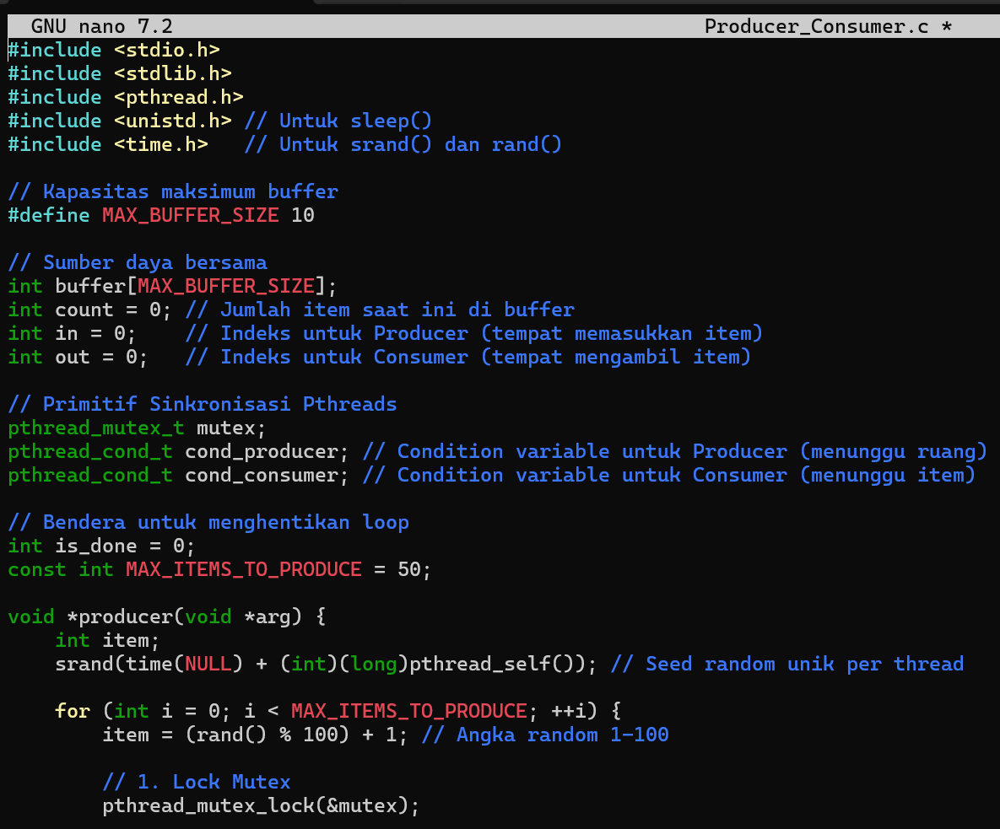 GNU nano 7.2 Producer_Consumer.c *
#include <stdio.h>
#include <stdlib.h>
#include <pthread.h>
#include <unistd.h> // Untuk sleep()
#include <time.h>   // Untuk srand() dan rand()

// Kapasitas maksimum buffer
#define MAX_BUFFER_SIZE 10

// Sumber daya bersama
int buffer[MAX_BUFFER_SIZE];
int count = 0; // Jumlah item saat ini di buffer
int in = 0;    // Indeks untuk Producer (tempat memasukkan item)
int out = 0;   // Indeks untuk Consumer (tempat mengambil item)

// Primitif Sinkronisasi Pthreads
pthread_mutex_t mutex;
pthread_cond_t cond_producer; // Condition variable untuk Producer (menunggu ruang)
pthread_cond_t cond_consumer; // Condition variable untuk Consumer (menunggu item)

// Bendera untuk menghentikan loop
int is_done = 0;
const int MAX_ITEMS_TO_PRODUCE = 50;

void *producer(void *arg) {
    int item;
    srand(time(NULL) + (int)(long)pthread_self()); // Seed random unik per thread

    for (int i = 0; i < MAX_ITEMS_TO_PRODUCE; ++i) {
        item = (rand() % 100) + 1; // Angka random 1-100

        // 1. Lock Mutex
        pthread_mutex_lock(&mutex);